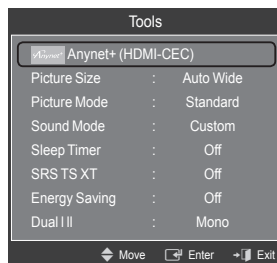 Tools
Anynet+ Anynet+ (HDMI-CEC)
Picture Size : Auto Wide
Picture Mode : Standard
Sound Mode : Custom
Sleep Timer : Off
SRS TS XT : Off
Energy Saving : Off
Dual I II : Mono
Move Enter Exit